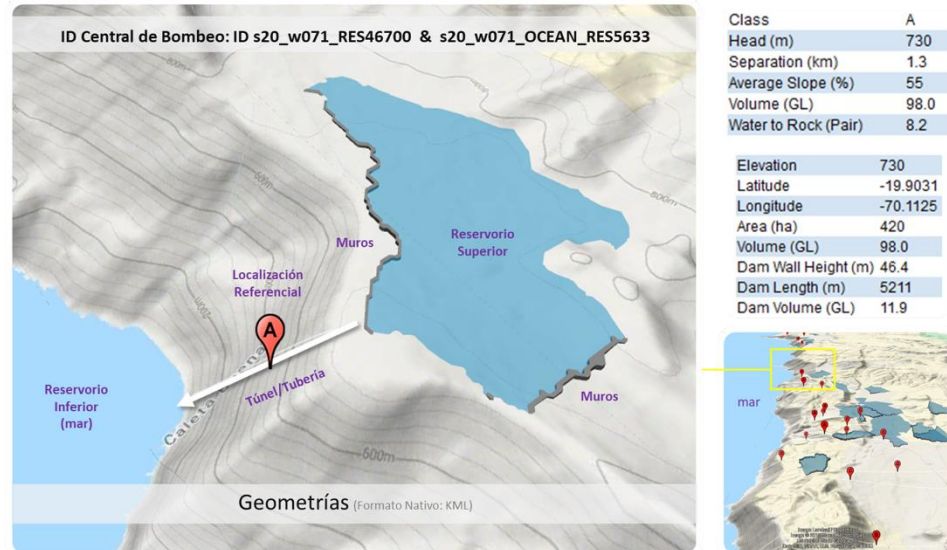 ID Central de Bombeo: ID s20_w071_RES46700 & s20_w071_OCEAN_RES5633
800m
800m
600m
Muros
Reservorio
Superior
Localización
Referencial
A
Túnel/Tubería
Reservorio
Inferior
(mar)
Muros
600m
Geometrías (Formato Nativo: KML)
Class A
Head (m) 730
Separation (km) 1.3
Average Slope (%) 55
Volume (GL) 98.0
Water to Rock (Pair) 8.2
Elevation 730
Latitude -19.9031
Longitude -70.1125
Area (ha) 420
Volume (GL) 98.0
Dam Wall Height (m) 46.4
Dam Length (m) 5211
Dam Volume (GL) 11.9
mar